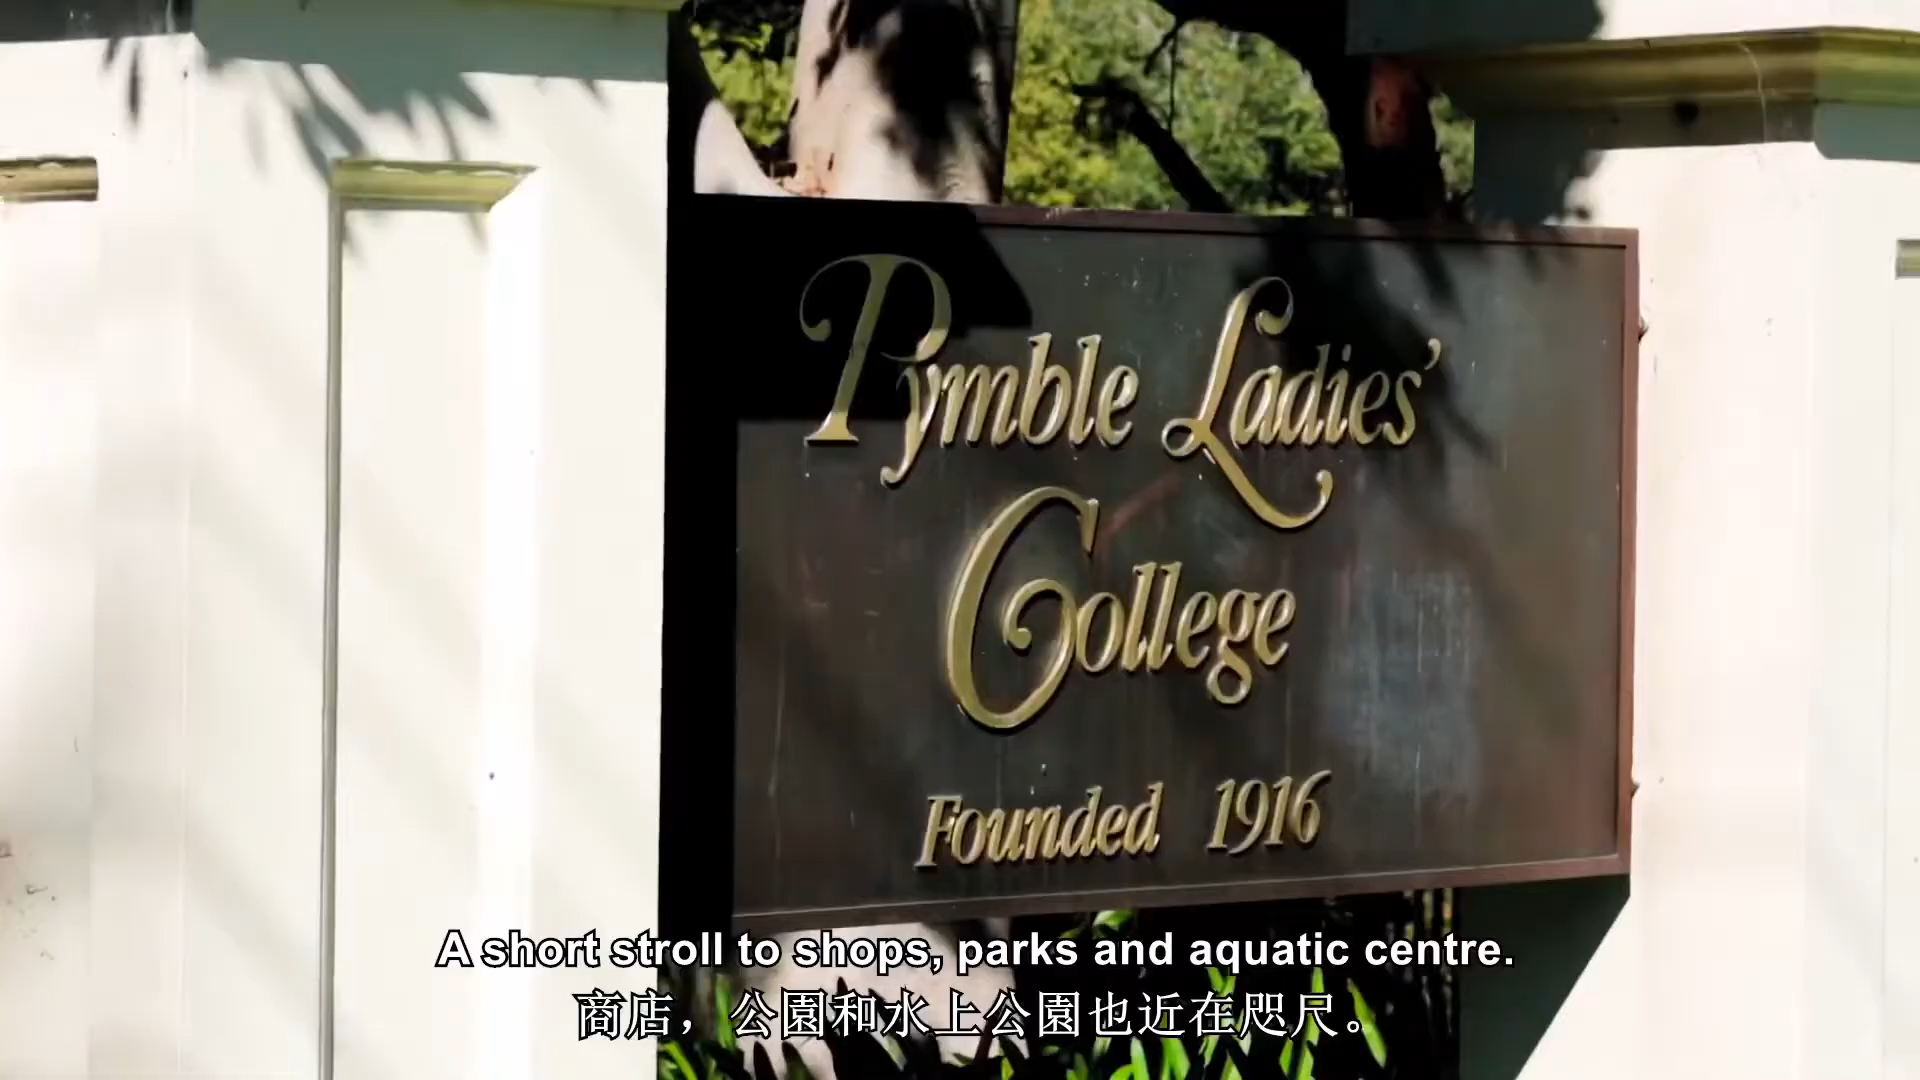 Pymble Ladies'
College
Founded 1916
A short stroll to shops, parks and aquatic centre.
商店，公園和水上公園也近在咫尺。